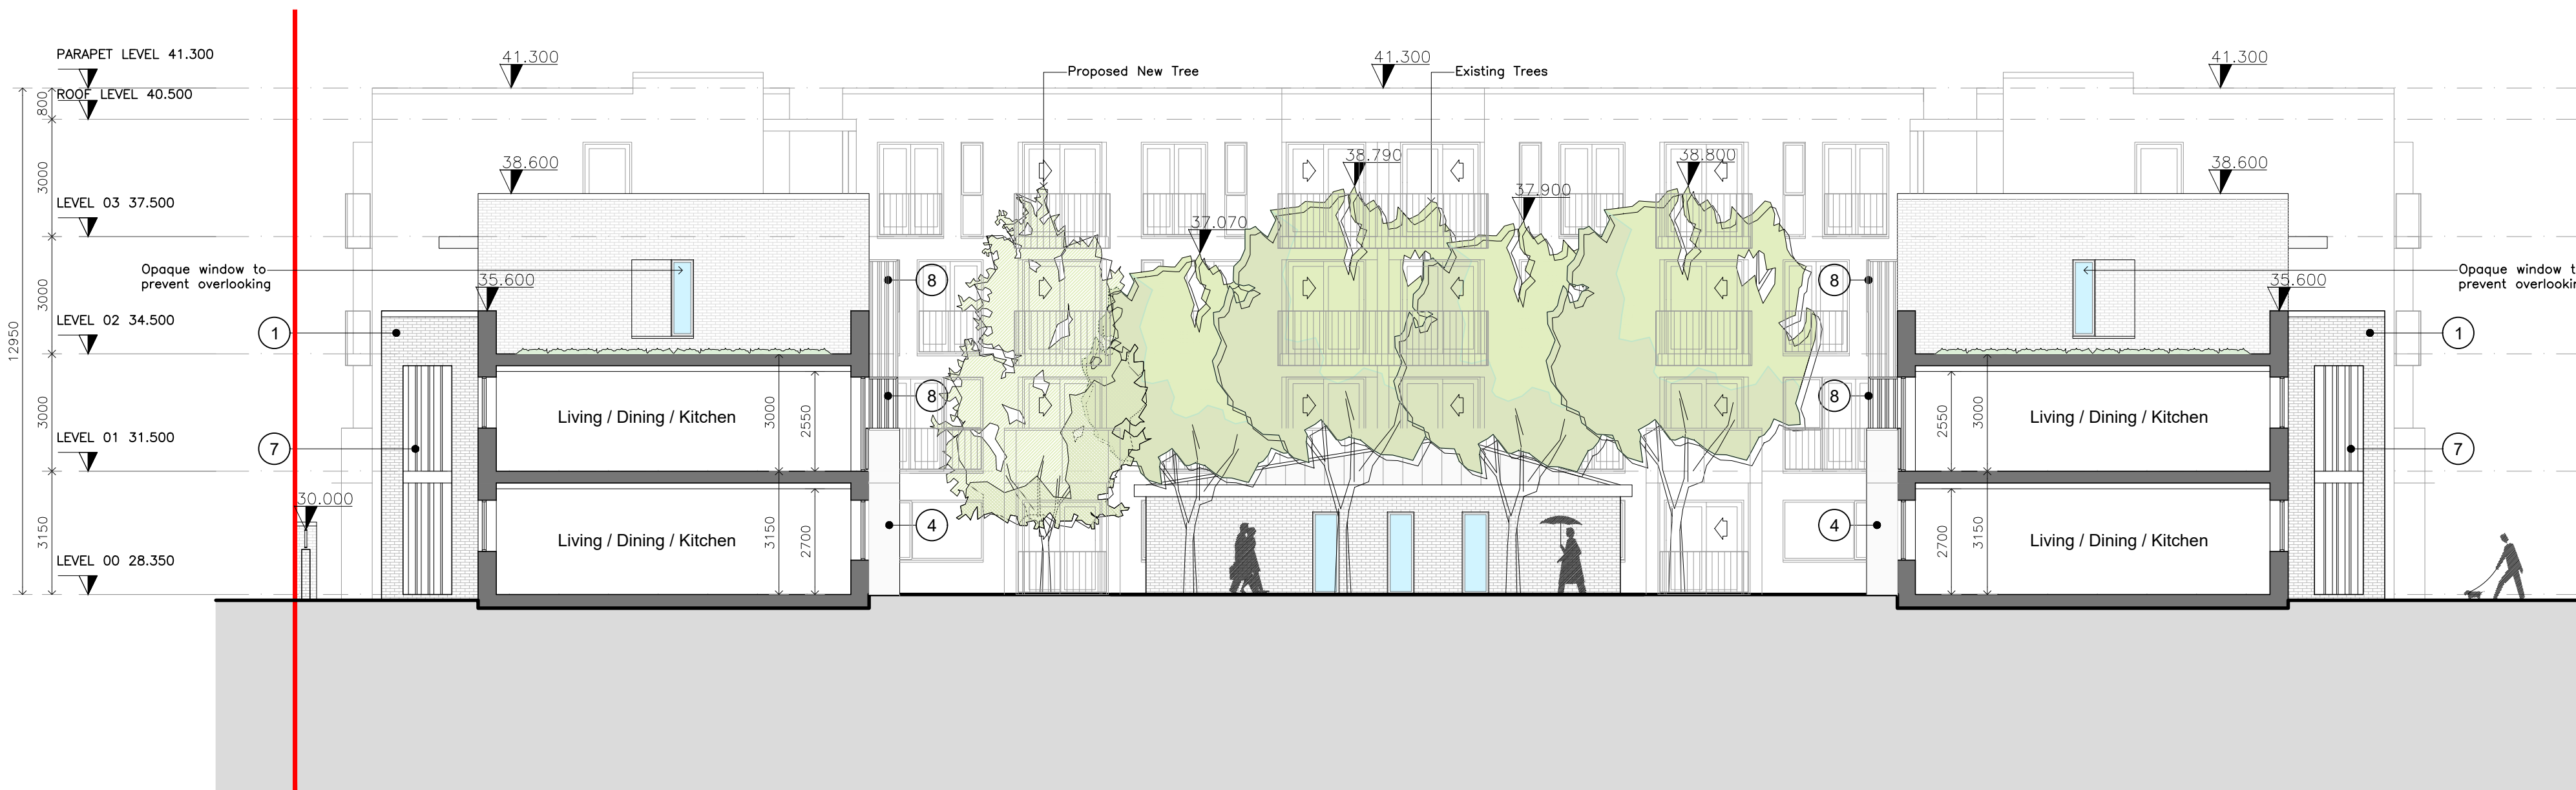 PARAPET LEVEL 41.300
41.300
41.300
41.300
Proposed New Tree
Existing Trees
ROOF LEVEL 40.500
800
3000
38.600
38.790
38.800
38.600
37.900
LEVEL 03 37.500
37.070
Opaque window to
prevent overlooking
35.600
8
8
35.600
Opaque window t
prevent overlookin
3000
LEVEL 02 34.500
1
1
12950
3000
Living / Dining / Kitchen
3000
2550
8
8
2550
3000
Living / Dining / Kitchen
LEVEL 01 31.500
7
7
30.000
3150
Living / Dining / Kitchen
3150
2700
4
4
2700
3150
Living / Dining / Kitchen
LEVEL 00 28.350